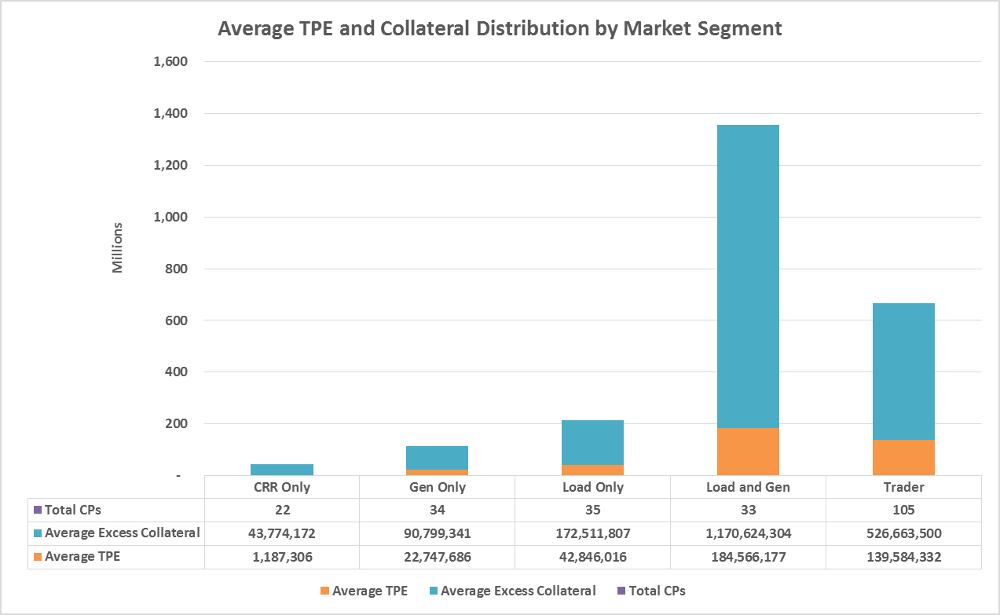 Average TPE and Collateral Distribution by Market Segment
1,600
1,400
1,200
1,000
800
600
400
200
-
Millions
CRR Only Gen Only Load Only Load and Gen Trader
Total CPs 22 34 35 33 105
Average Excess Collateral 43,774,172 90,799,341 172,511,807 1,170,624,304 526,663,500
Average TPE 1,187,306 22,747,686 42,846,016 184,566,177 139,584,332
Average TPE Average Excess Collateral Total CPs